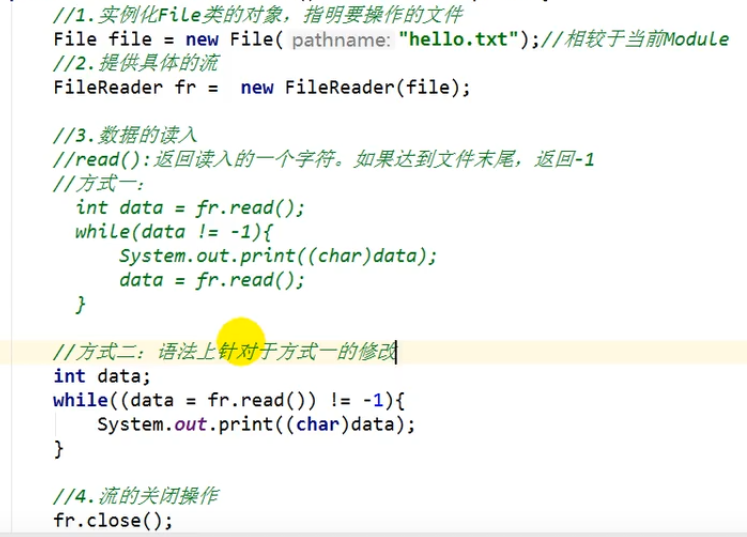 //1.实例化File类的对象，指明要操作的文件
File file = new File( pathname: "hello.txt");//相较于当前Module
//2.提供具体的流
FileReader fr =  new FileReader(file);
//3.数据的读入
//read():返回读入的一个字符。如果达到文件末尾，返回-1
//方式一：
int data = fr.read();
while(data != -1){
System.out.print((char)data);
data = fr.read();
}
//方式二：语法上针对于方式一的修改
int data;
while((data = fr.read()) != -1){
System.out.print((char)data);
}
//4.流的关闭操作
fr.close();